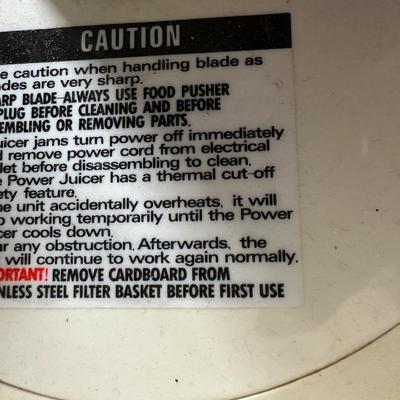 CAUTION
e caution when handling blade as
des are very sharp.
ARP BLADE-ALWAYS USE FOOD PUSHER
PLUG BEFORE CLEANING AND BEFORE
EMBLING OR REMOVING PARTS.
uicer jams turn power off immediately
d remove power cord from electrical
let before disassembling to clean.
e Power Juicer has a thermal cut-off
ety feature.
ne unit accidentally overheats, it will
p working temporarily until the Power
cer cools down.
ar any obstruction. Afterwards, the
will continue to work again normally.
ORTANT! REMOVE CARDBOARD FROM
NLESS STEEL FILTER BASKET BEFORE FIRST USE